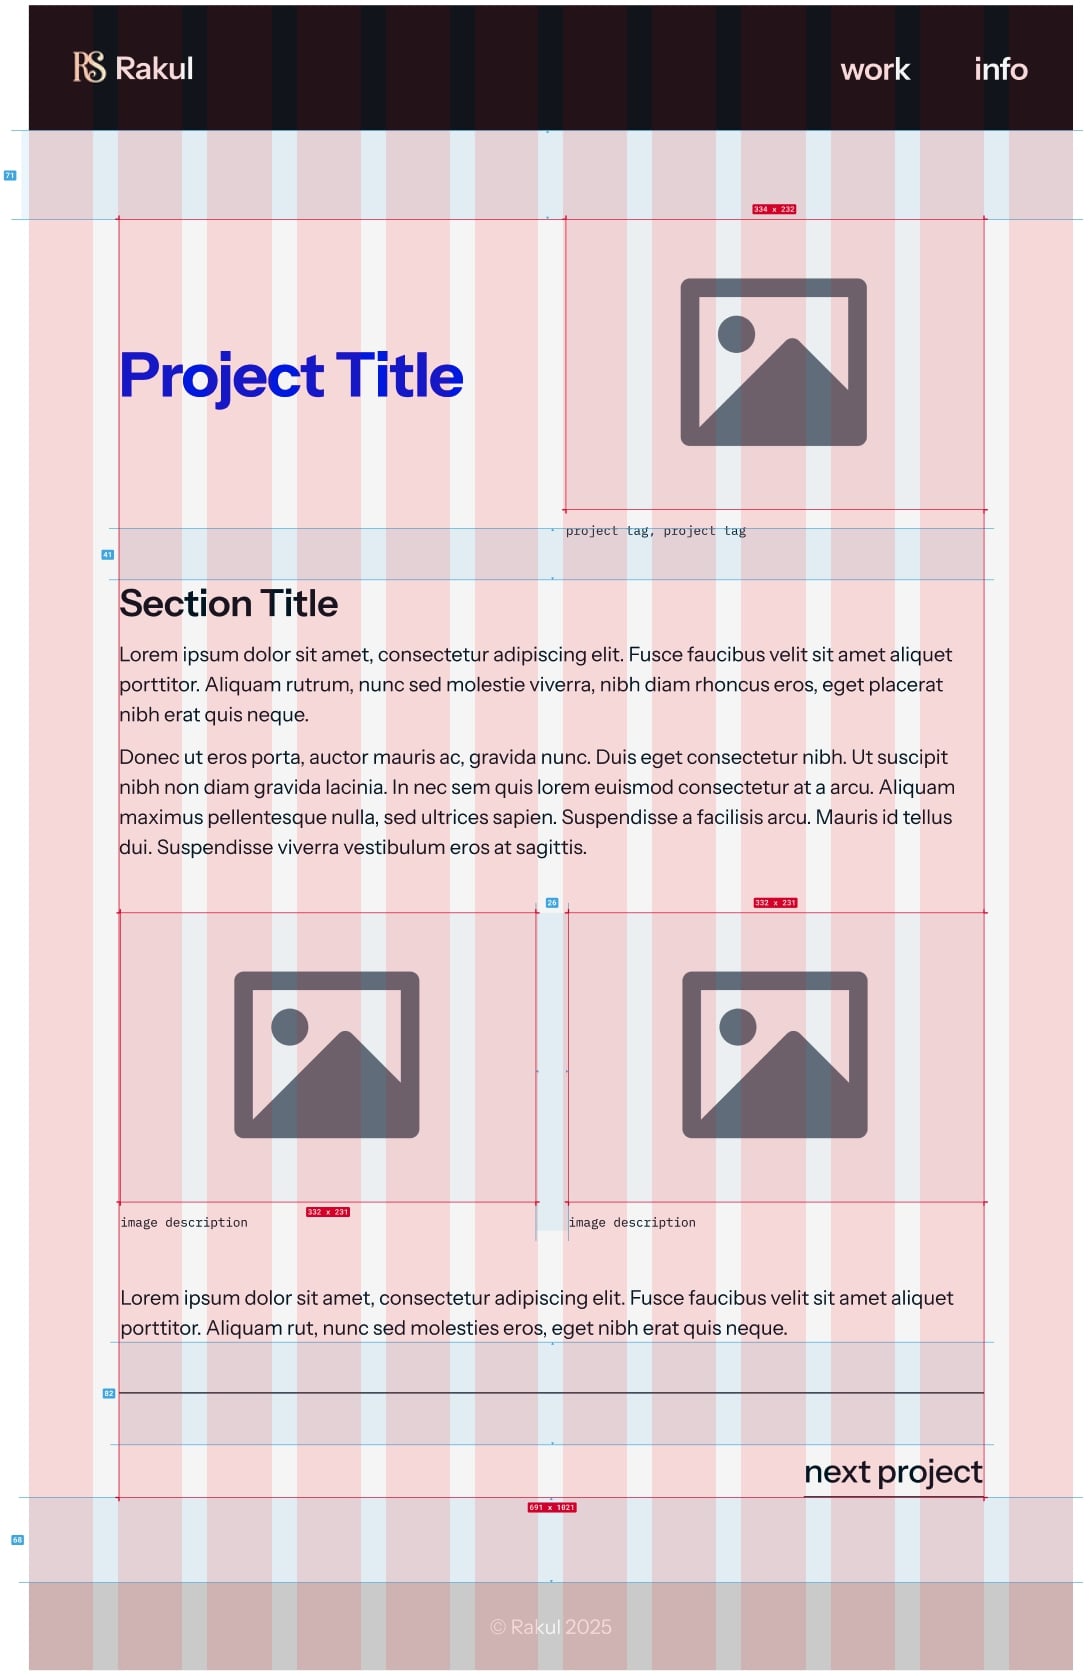 RS Rakul
work info
71
334 x 232
Project Title
project tag, project tag
41
Section Title
Lorem ipsum dolor sit amet, consectetur adipiscing elit. Fusce faucibus velit sit amet aliquet
porttitor. Aliquam rutrum, nunc sed molestie viverra, nibh diam rhoncus eros, eget placerat
nibh erat quis neque.
Donec ut eros porta, auctor mauris ac, gravida nunc. Duis eget consectetur nibh. Ut suscipit
nibh non diam gravida lacinia. In nec sem quis lorem euismod consectetur at a arcu. Aliquam
maximus pellentesque nulla, sed ultrices sapien. Suspendisse a facilisis arcu. Mauris id tellus
dui. Suspendisse viverra vestibulum eros at sagittis.
26
332 x 231
332 x 231
image description
image description
Lorem ipsum dolor sit amet, consectetur adipiscing elit. Fusce faucibus velit sit amet aliquet
porttitor. Aliquam rut, nunc sed molesties eros, eget nibh erat quis neque.
82
next project
691 x 1021
68
© Rakul 2025